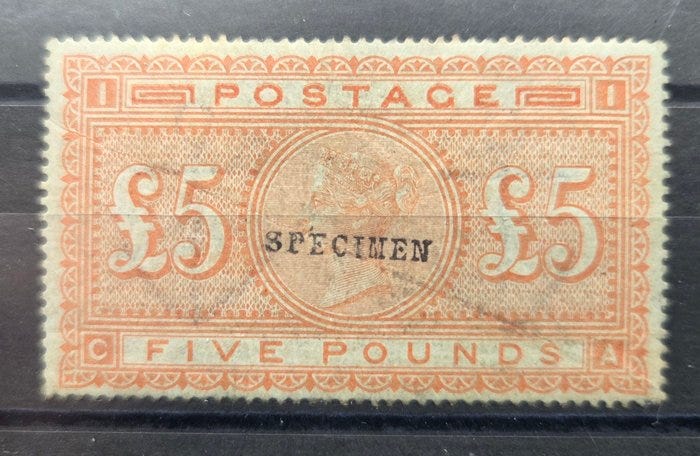 I POSTAGE I
£5 SPECIMEN £5
C FIVE POUNDS A